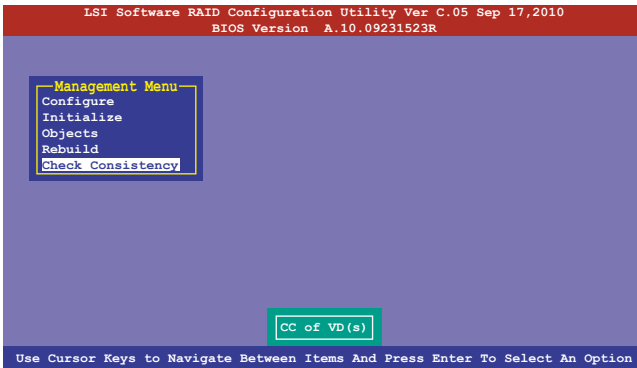 LSI Software RAID Configuration Utility Ver C.05 Sep 17,2010
BIOS Version A.10.09231523R
Management Menu
Configure
Initialize
Objects
Rebuild
Check Consistency
CC of VD(s)
Use Cursor Keys to Navigate Between Items And Press Enter To Select An Option